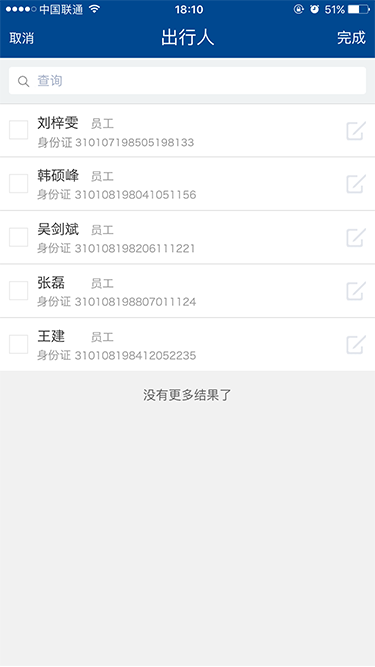 中国联通 18:10 51%
取消 出行人 完成
查询
刘梓雯 员工
身份证 310107198505198133
韩硕峰 员工
身份证 310108198041051156
吴剑斌 员工
身份证 310108198206111221
张磊 员工
身份证 310108198807011124
王建 员工
身份证 310108198412052235
没有更多结果了